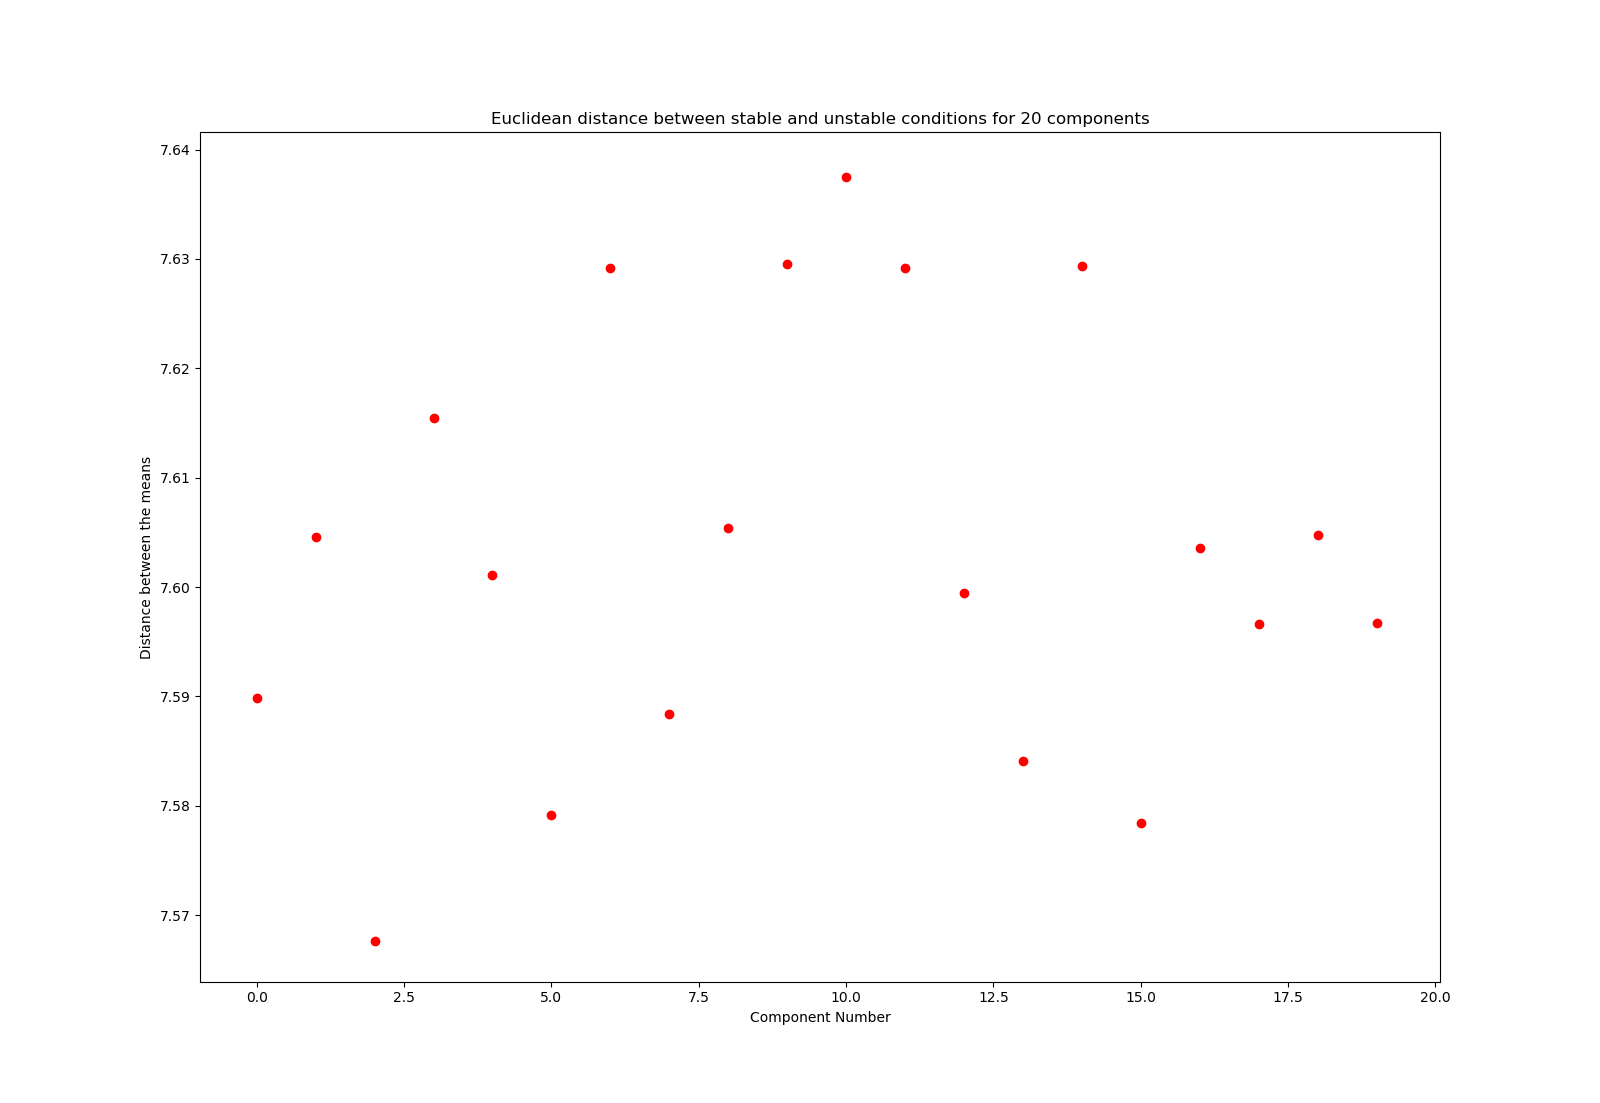 Euclidean distance between stable and unstable conditions for 20 components
7.64
7.63
7.62
7.61
7.60
7.59
7.58
7.57
Distance between the means
0.0 2.5 5.0 7.5 10.0 12.5 15.0 17.5 20.0
Component Number